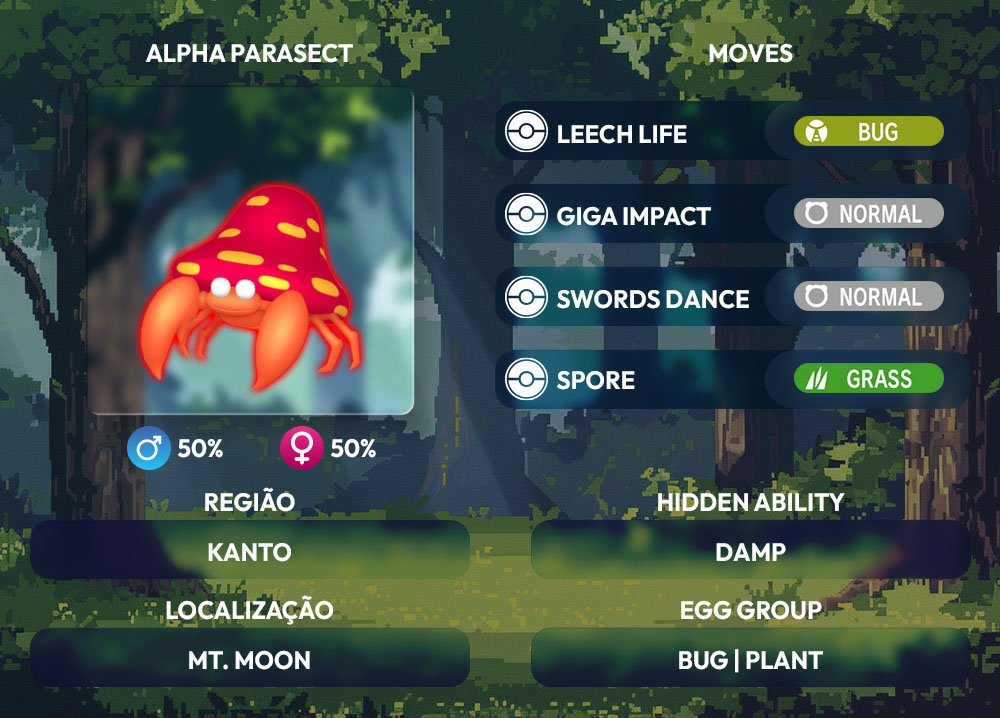 ALPHA PARASECT
50%
50%
REGIÃO
KANTO
LOCALIZAÇÃO
MT. MOON
MOVES
LEECH LIFE
BUG
GIGA IMPACT
NORMAL
SWORDS DANCE
NORMAL
SPORE
GRASS
HIDDEN ABILITY
DAMP
EGG GROUP
BUG | PLANT